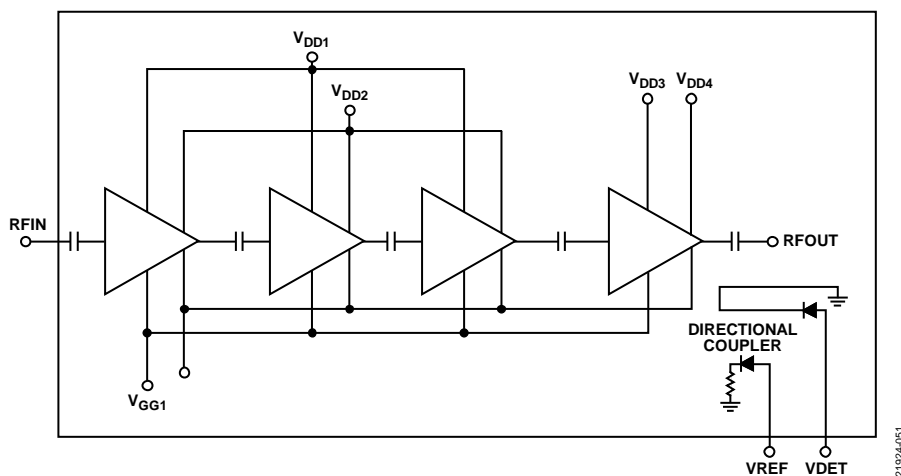 VDD1
VDD2
VDD3
VDD4
RFIN
RFOUT
DIRECTIONAL
COUPLER
VGG1
VREF
VDET
21924-051